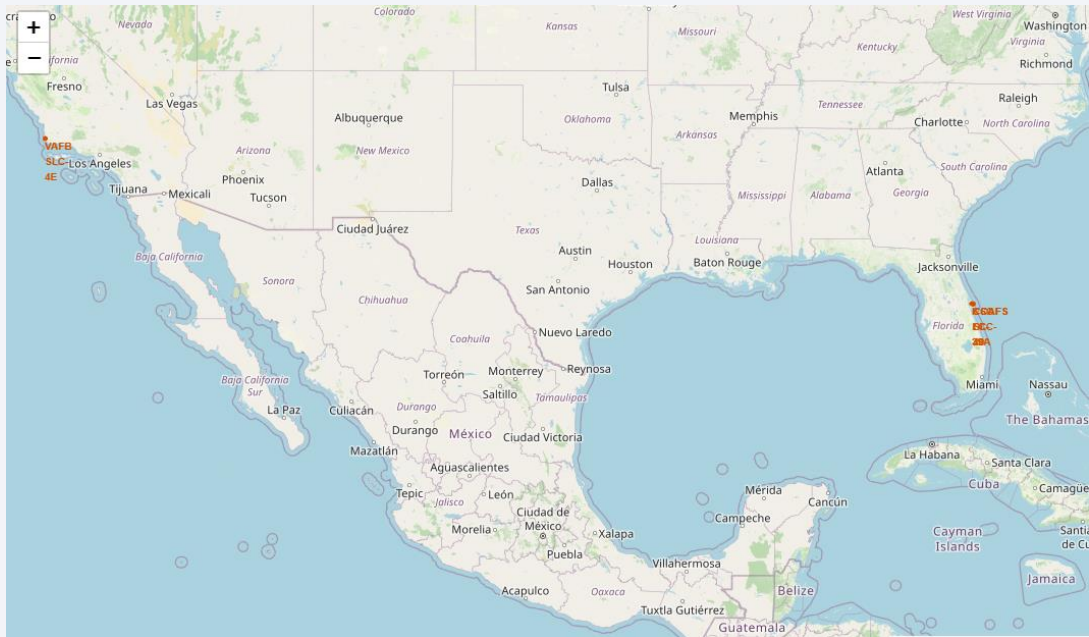 +
−
Nevada
Colorado
Kansas
Missouri
West Virginia
Washington
Virginia
Richmond
Kentucky
Fresno
Las Vegas
Tulsa
Raleigh
Albuquerque
Oklahoma
Memphis
Tennessee
Charlotte
North Carolina
Arkansas
VAFB
SLC-
4E
Los Angeles
Arizona
New Mexico
South Carolina
Atlanta
Phoenix
Dallas
Tijuana
Mexicali
Tucson
Mississippi
Alabama
Georgia
Ciudad Juárez
Texas
Louisiana
Baja California
Austin
Houston
Baton Rouge
Jacksonville
Sonora
San Antonio
Chihuahua
Florida
Nuevo Laredo
Coahuila
Reynosa
Monterrey
Torreón
Miami
Nassau
Baja California
Sur
Saltillo
Tamaulipas
La Paz
Culiacán
Durango
The Bahamas
Durango
México
Ciudad Victoria
Mazatlán
La Habana
Santa Clara
Aguascalientes
Cuba
Camagüe
Tepic
León
Mérida
Cancún
Jalisco
Ciudad de
México
Campeche
Morelia
Xalapa
Cayman
Islands
Santi
de Cu
Puebla
Villahermosa
Jamaica
Acapulco
Oaxaca
Belize
Tuxtla Gutiérrez
Guatemala